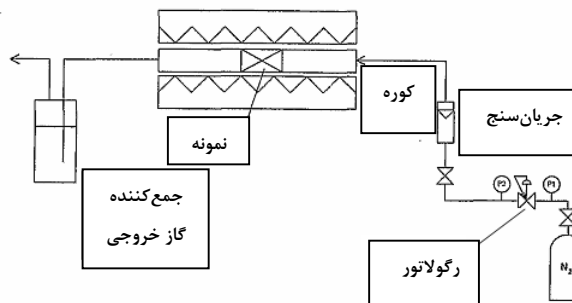 کوره
جریان‌سنج
نمونه
جمع‌کننده
گاز خروجی
P2
P1
رگولاتور
N₂